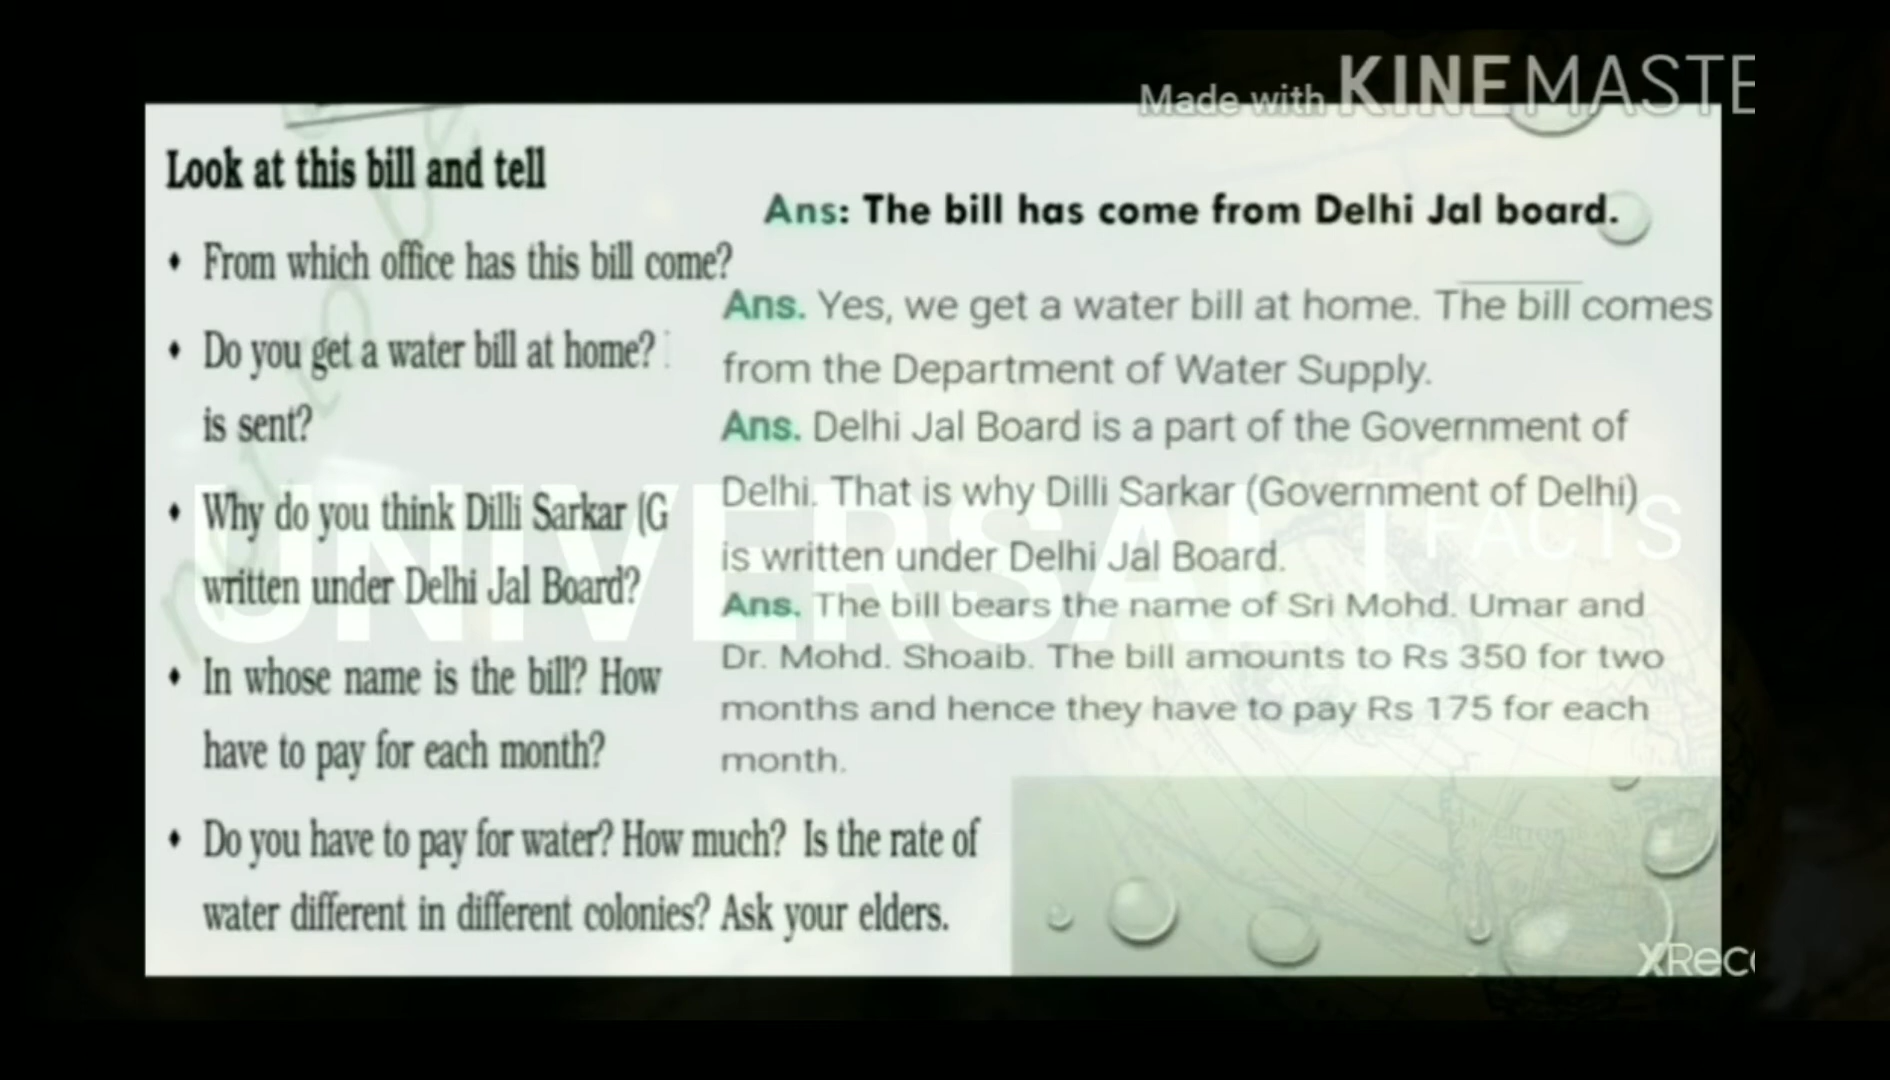 Made with KINEMASTE
Look at this bill and tell
Ans: The bill has come from Delhi Jal board.
• From which office has this bill come?
Ans. Yes, we get a water bill at home. The bill comes
from the Department of Water Supply.
• Do you get a water bill at home?
is sent?
Ans. Delhi Jal Board is a part of the Government of
Delhi. That is why Dilli Sarkar (Government of Delhi)
is written under Delhi Jal Board.
• Why do you think Dilli Sarkar (G
written under Delhi Jal Board?
UNIVERSAL FACTS
Ans. The bill bears the name of Sri Mohd. Umar and
Dr. Mohd. Shoaib. The bill amounts to Rs 350 for two
months and hence they have to pay Rs 175 for each
month.
• In whose name is the bill? How
have to pay for each month?
• Do you have to pay for water? How much? Is the rate of
water different in different colonies? Ask your elders.
XRec